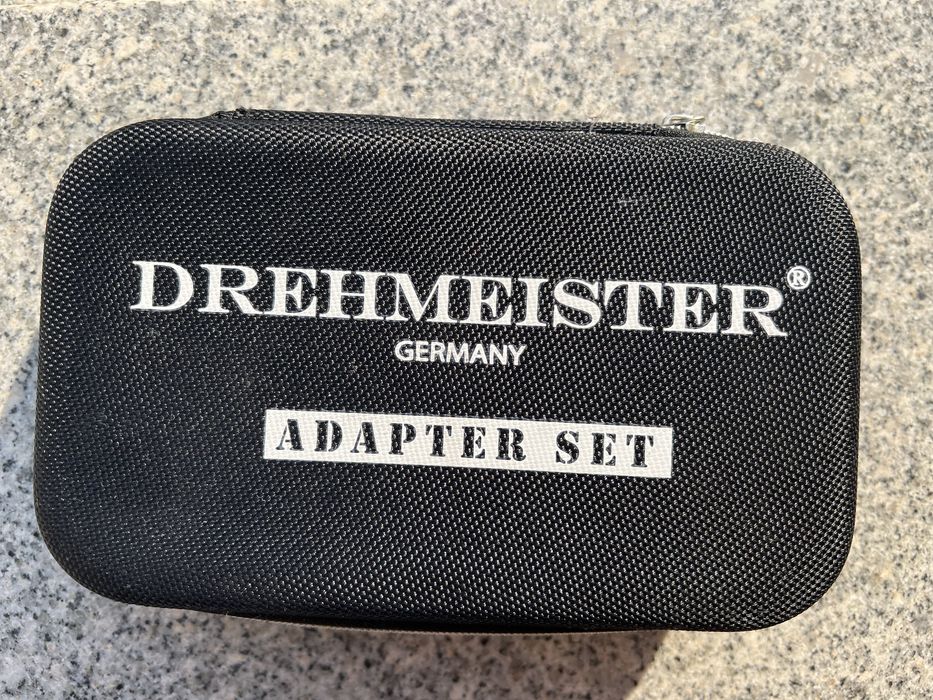 DREHMEISTER®
GERMANY
ADAPTER SET